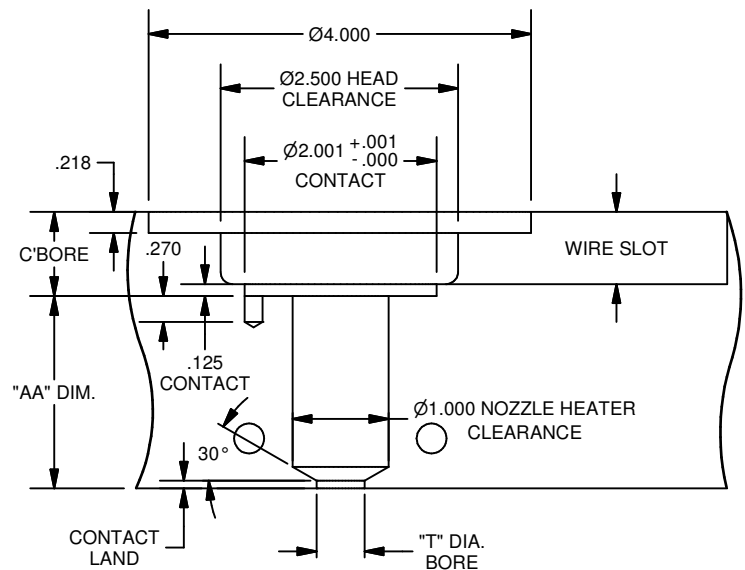 Ø4.000
Ø2.500 HEAD
CLEARANCE
Ø2.001 +.001
-.000
CONTACT
.218
C'BORE
.270
WIRE SLOT
.125
CONTACT
"AA" DIM.
Ø1.000 NOZZLE HEATER
CLEARANCE
30°
CONTACT
LAND
"T" DIA.
BORE